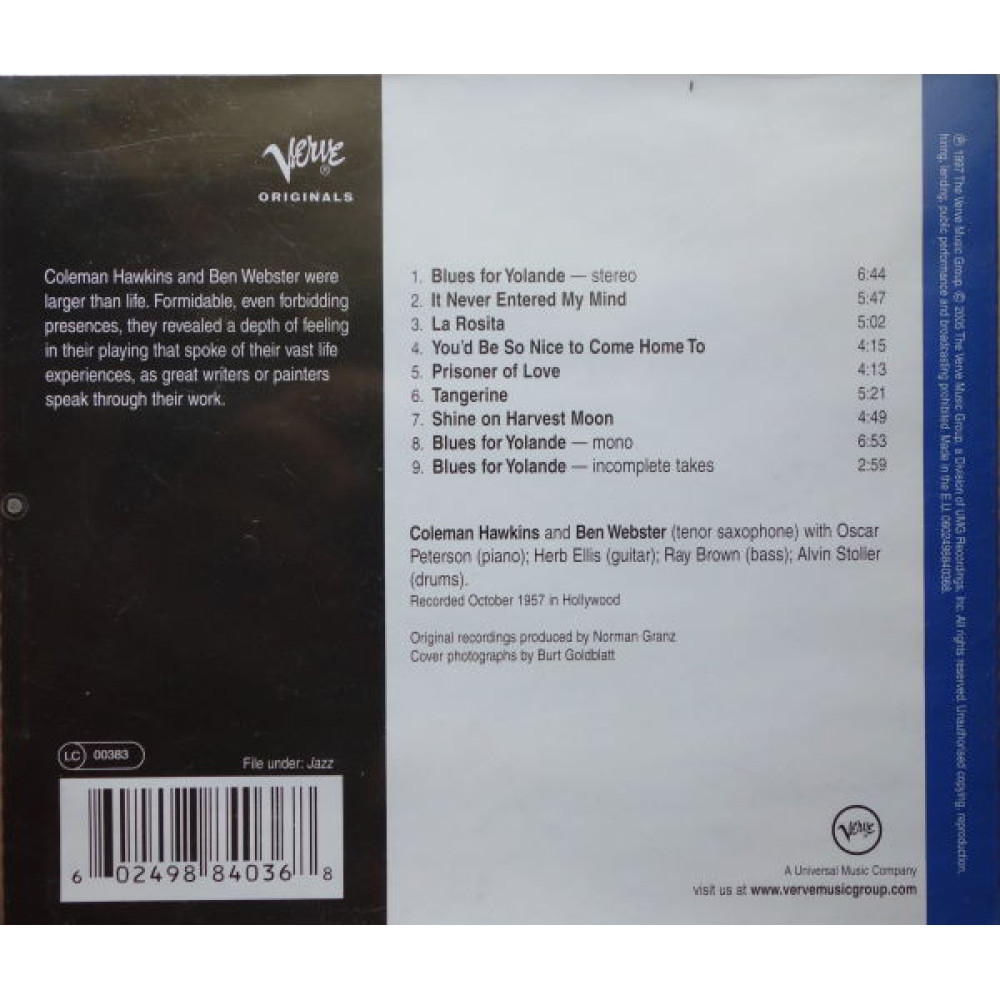 Verve®
ORIGINALS
Coleman Hawkins and Ben Webster were
larger than life. Formidable, even forbidding
presences, they revealed a depth of feeling
in their playing that spoke of their vast life
experiences, as great writers or painters
speak through their work.
LC 00383
File under: Jazz
6 02498 84036 8
1. Blues for Yolande — stereo 6:44
2. It Never Entered My Mind 5:47
3. La Rosita 5:02
4. You'd Be So Nice to Come Home To 4:15
5. Prisoner of Love 4:13
6. Tangerine 5:21
7. Shine on Harvest Moon 4:49
8. Blues for Yolande — mono 6:53
9. Blues for Yolande — incomplete takes 2:59
Coleman Hawkins and Ben Webster (tenor saxophone) with Oscar
Peterson (piano); Herb Ellis (guitar); Ray Brown (bass); Alvin Stoller
(drums).
Recorded October 1957 in Hollywood
Original recordings produced by Norman Granz
Cover photographs by Burt Goldblatt
Verve
A Universal Music Company
visit us at www.vervemusicgroup.com
℗ 1997 The Verve Music Group. © 2005 The Verve Music Group, a Division of UMG Recordings, Inc. All rights reserved. Unauthorised copying, reproduction,
hiring, lending, public performance and broadcasting prohibited. Made in the E.U. 0602498840368.